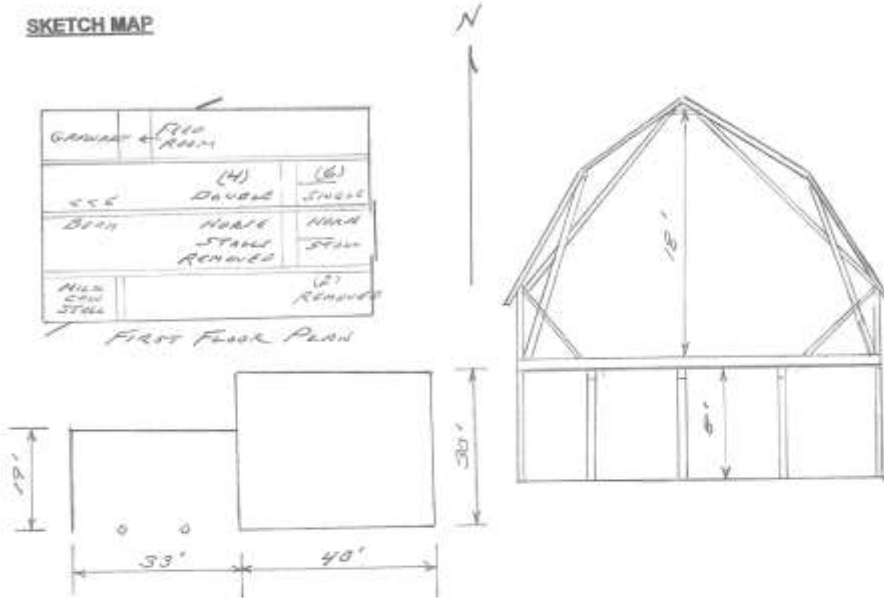 SKETCH MAP
N
GRANARY ← FEED
ROOM
(4) (6)
DOUBLE SINGLE
HORSE HORSE
STALLS STALL
REMOVED
(2)
REMOVED
MILK
COW
STALL
FIRST FLOOR PLAN
18'
8'
19'
30'
33' 40'